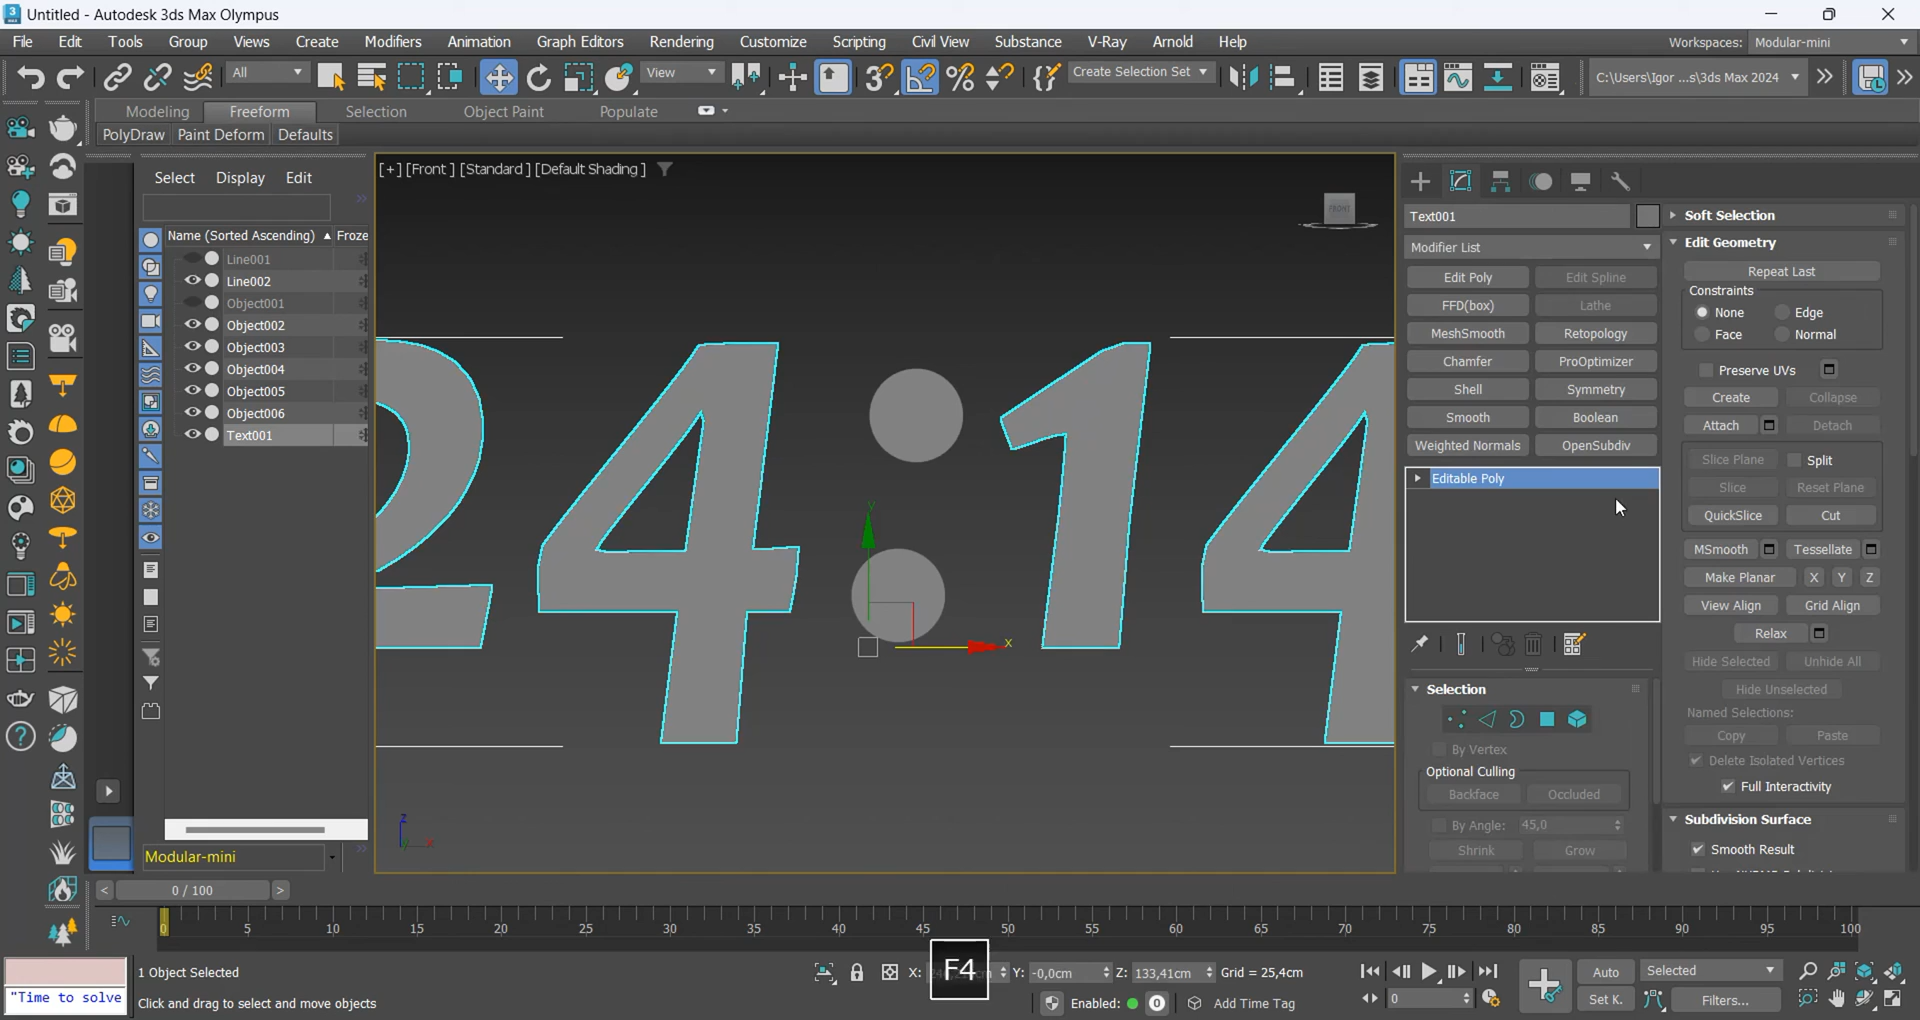 Untitled - Autodesk 3ds Max Olympus
File Edit Tools Group Views Create Modifiers Animation Graph Editors Rendering Customize Scripting Civil View Substance V-Ray Arnold Help Workspaces: Modular-mini
All View Create Selection Set C:\Users\Igor ...s\3ds Max 2024
Modeling Freeform Selection Object Paint Populate
PolyDraw Paint Deform Defaults
Select Display Edit
[+] [Front ] [Standard ] [Default Shading ]
FRONT
Name (Sorted Ascending) Froze
Line001
Line002
Object001
Object002
Object003
Object004
Object005
Object006
Text001
24:14
y
x
z
x
Modular-mini
Text001
Modifier List
Edit Poly Edit Spline
FFD(box) Lathe
MeshSmooth Retopology
Chamfer ProOptimizer
Shell Symmetry
Smooth Boolean
Weighted Normals OpenSubdiv
Editable Poly
Selection
By Vertex
Optional Culling
Backface Occluded
By Angle: 45,0
Shrink Grow
Soft Selection
Edit Geometry
Repeat Last
Constraints
None Edge
Face Normal
Preserve UVs
Create Collapse
Attach Detach
Slice Plane Split
Slice Reset Plane
QuickSlice Cut
MSmooth Tessellate
Make Planar X Y Z
View Align Grid Align
Relax
Hide Selected Unhide All
Hide Unselected
Named Selections:
Copy Paste
Delete Isolated Vertices
Full Interactivity
Subdivision Surface
Smooth Result
< 0 / 100 >
0 5 10 15 20 25 30 35 40 45 50 55 60 65 70 75 80 85 90 95 100
F4
"Time to solve
1 Object Selected
Click and drag to select and move objects
X: Y: -0,0cm Z: 133,41cm Grid = 25,4cm
Enabled: Add Time Tag
0
Auto Selected
Set K. Filters...